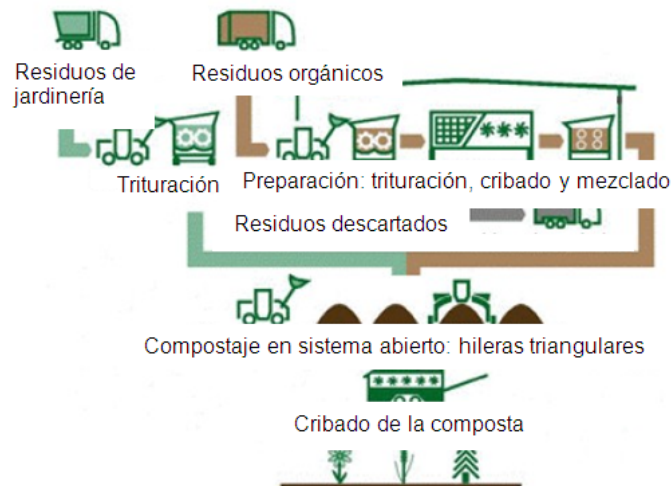 Residuos de
jardinería
Residuos orgánicos
Trituración
Preparación: trituración, cribado y mezclado
Residuos descartados
Compostaje en sistema abierto: hileras triangulares
Cribado de la composta